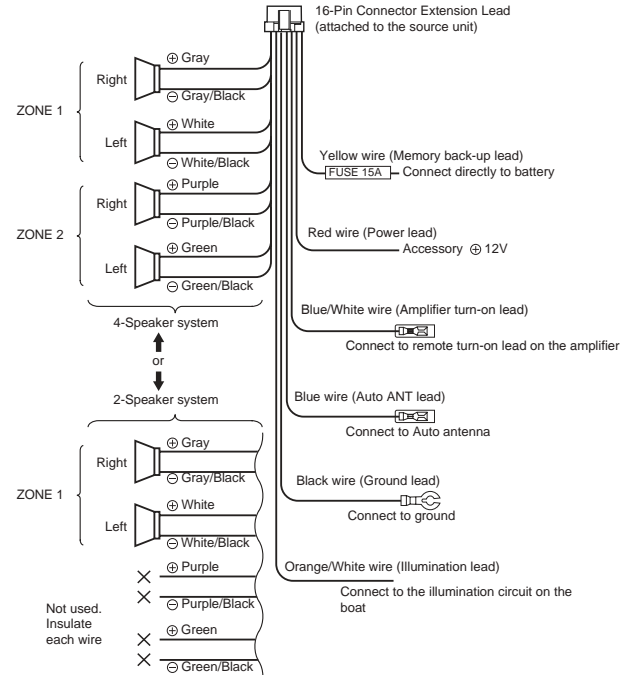 16-Pin Connector Extension Lead
(attached to the source unit)
ZONE 1
Right
⊕ Gray
⊖ Gray/Black
Left
⊕ White
⊖ White/Black
ZONE 2
Right
⊕ Purple
⊖ Purple/Black
Left
⊕ Green
⊖ Green/Black
4-Speaker system
or
2-Speaker system
ZONE 1
Right
⊕ Gray
⊖ Gray/Black
Left
⊕ White
⊖ White/Black
⊕ Purple
⊖ Purple/Black
Not used.
Insulate
each wire
⊕ Green
⊖ Green/Black
Yellow wire (Memory back-up lead)
FUSE 15A
Connect directly to battery
Red wire (Power lead)
Accessory ⊕ 12V
Blue/White wire (Amplifier turn-on lead)
Connect to remote turn-on lead on the amplifier
Blue wire (Auto ANT lead)
Connect to Auto antenna
Black wire (Ground lead)
Connect to ground
Orange/White wire (Illumination lead)
Connect to the illumination circuit on the
boat